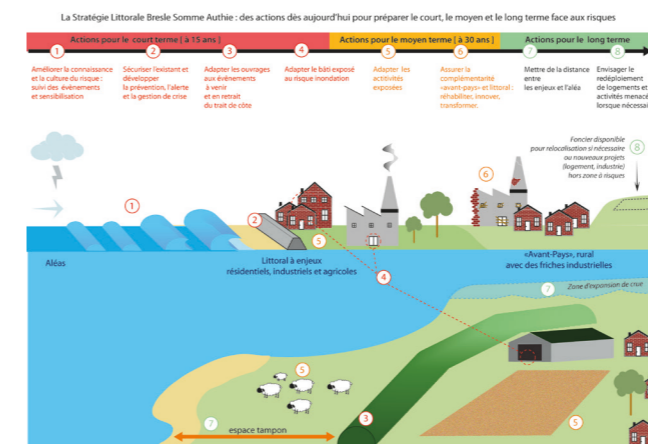 La Stratégie Littorale Bresle Somme Authie : des actions dès aujourd'hui pour préparer le court, le moyen et le long terme face aux risques
Actions pour le court terme [ à 15 ans ]
Actions pour le moyen terme [ à 30 ans ]
Actions pour le long terme
1
2
3
4
5
6
7
8
Améliorer la connaissance
et la culture du risque :
suivi des évènements
et sensibilisation
Sécuriser l'existant et
développer
la prévention, l'alerte
et la gestion de crise
Adapter les ouvrages
aux évènements
à venir
et en retrait
du trait de côte
Adapter le bâti exposé
au risque inondation
Adapter les
actitivités
exposées
Assurer la
complémentarité
«avant-pays» et littoral :
réhabiliter, innover,
transformer.
Mettre de la distance
entre
les enjeux et l'aléa
Envisager le
redéploiement
de logements et
activités menacé
lorsque nécessai
Foncier disponible
pour relocalisation si nécessaire
ou nouveaux projets
(logement, industrie)
hors zone à risques
8
6
1
2
5
Aléas
Littoral à enjeux
résidentiels, industriels et agricoles
4
«Avant-Pays», rural
avec des friches industrielles
7
Zone d'expansion de crue
5
7
espace tampon
3
5